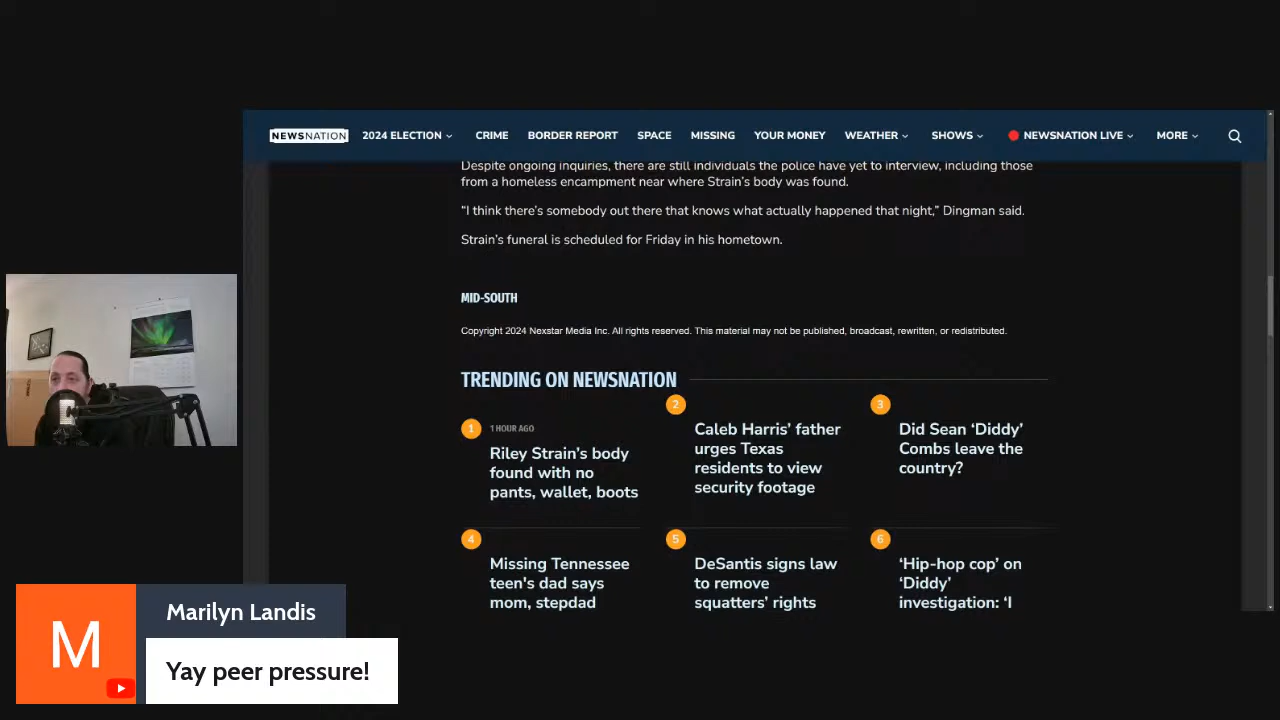 NEWSNATION 2024 ELECTION CRIME BORDER REPORT SPACE MISSING YOUR MONEY WEATHER SHOWS NEWSNATION LIVE MORE
Despite ongoing inquiries, there are still individuals the police have yet to interview, including those
from a homeless encampment near where Strain’s body was found.
“I think there’s somebody out there that knows what actually happened that night,” Dingman said.
Strain’s funeral is scheduled for Friday in his hometown.
MID-SOUTH
Copyright 2024 Nexstar Media Inc. All rights reserved. This material may not be published, broadcast, rewritten, or redistributed.
TRENDING ON NEWSNATION
1
1 HOUR AGO
Riley Strain’s body
found with no
pants, wallet, boots
2
Caleb Harris’ father
urges Texas
residents to view
security footage
3
Did Sean ‘Diddy’
Combs leave the
country?
4
Missing Tennessee
teen's dad says
mom, stepdad
5
DeSantis signs law
to remove
squatters’ rights
6
‘Hip-hop cop’ on
‘Diddy’
investigation: ‘I
M
Marilyn Landis
Yay peer pressure!